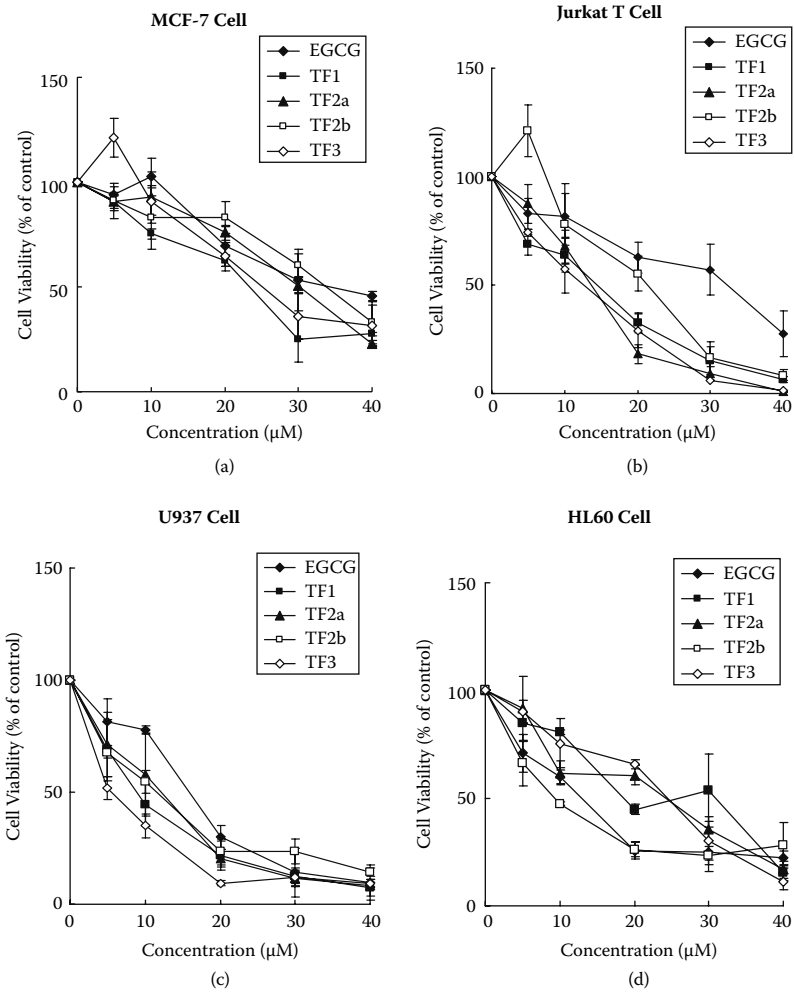 MCF-7 Cell
EGCG
TF1
TF2a
TF2b
TF3
150
100
50
0
0 10 20 30 40
Cell Viability (% of control)
Concentration (μM)
(a)
Jurkat T Cell
EGCG
TF1
TF2a
TF2b
TF3
150
100
50
0
0 10 20 30 40
Cell Viability (% of control)
Concentration (μM)
(b)
U937 Cell
EGCG
TF1
TF2a
TF2b
TF3
150
100
50
0
0 10 20 30 40
Cell Viability (% of control)
Concentration (μM)
(c)
HL60 Cell
EGCG
TF1
TF2a
TF2b
TF3
150
100
50
0
0 10 20 30 40
Cell Viability (% of control)
Concentration (μM)
(d)